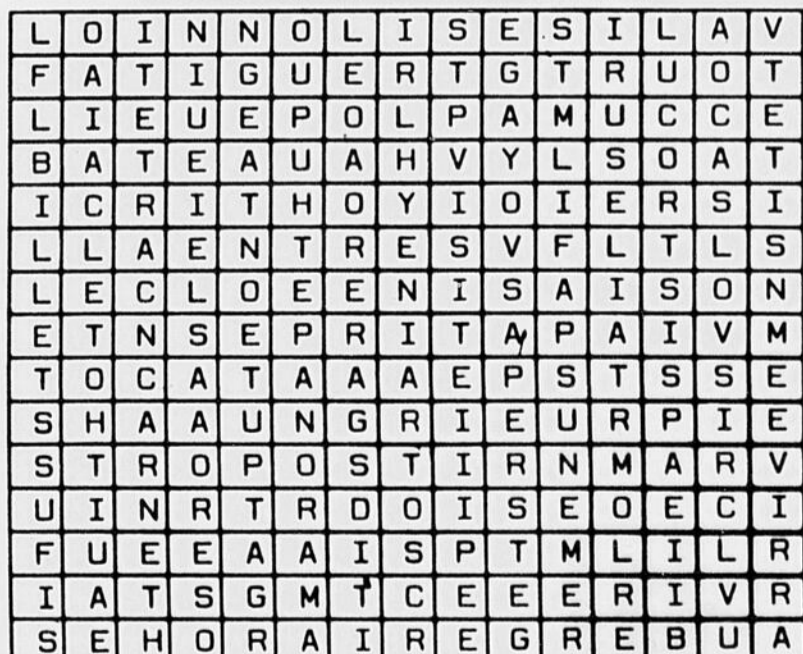 L O I N N O L I S E S I L A V
F A T I G U E R T G T R U O T
L I E U E P O L P A M U C C E
B A T E A U A H V Y L S O A T
I C R I T H O Y I O I E R S I
L L A E N T R E S V F L T L S
L E C L O E E N I S A I S O N
E T N S E P R I T A P A I V M
T O C A T A A A E P S T S S E
S H A A U N G R I E U R P I E
S T R O P O S T I R N M A R V
U I N R T R D O I S E O E C I
F U E E A A I S P T M L I L R
I A T S G M T C E E E R I V R
S E H O R A I R E G R E B U A